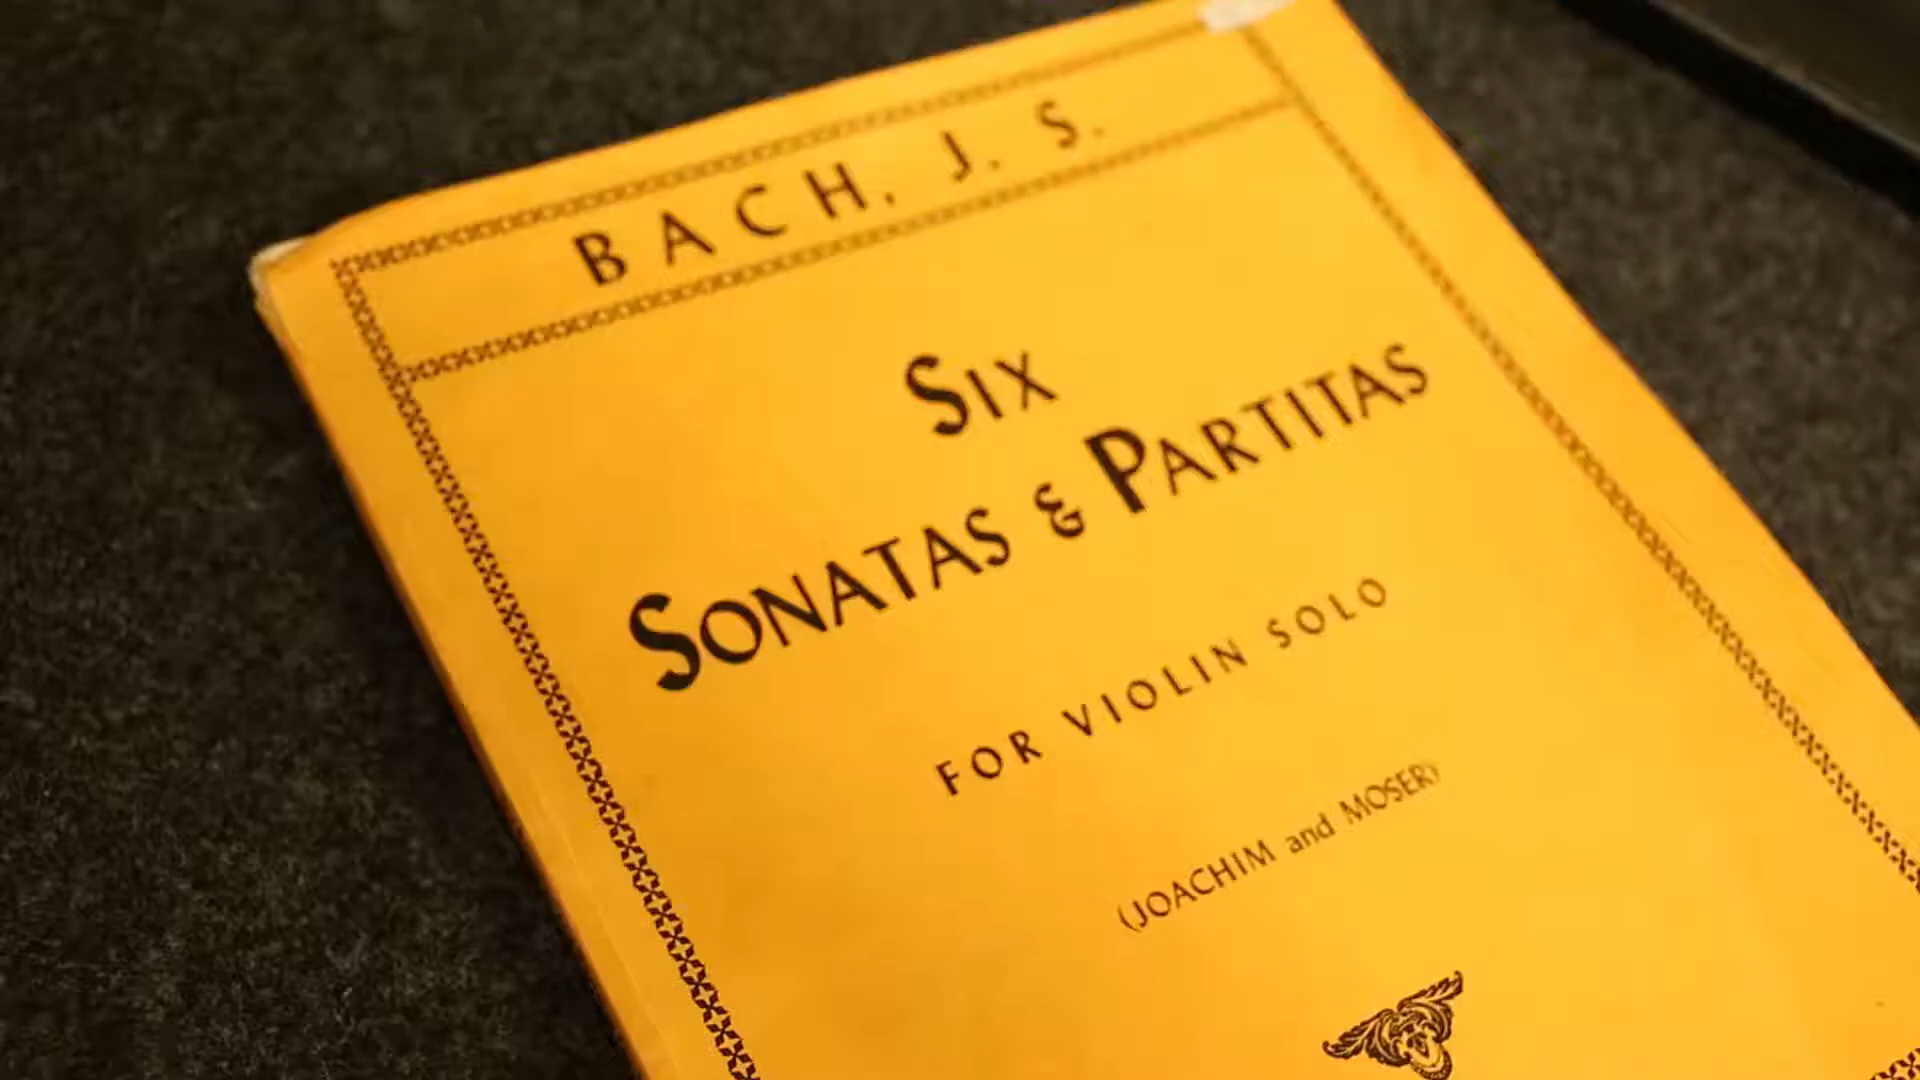 BACH, J. S.
SIX
SONATAS & PARTITAS
FOR VIOLIN SOLO
(JOACHIM and MOSER)